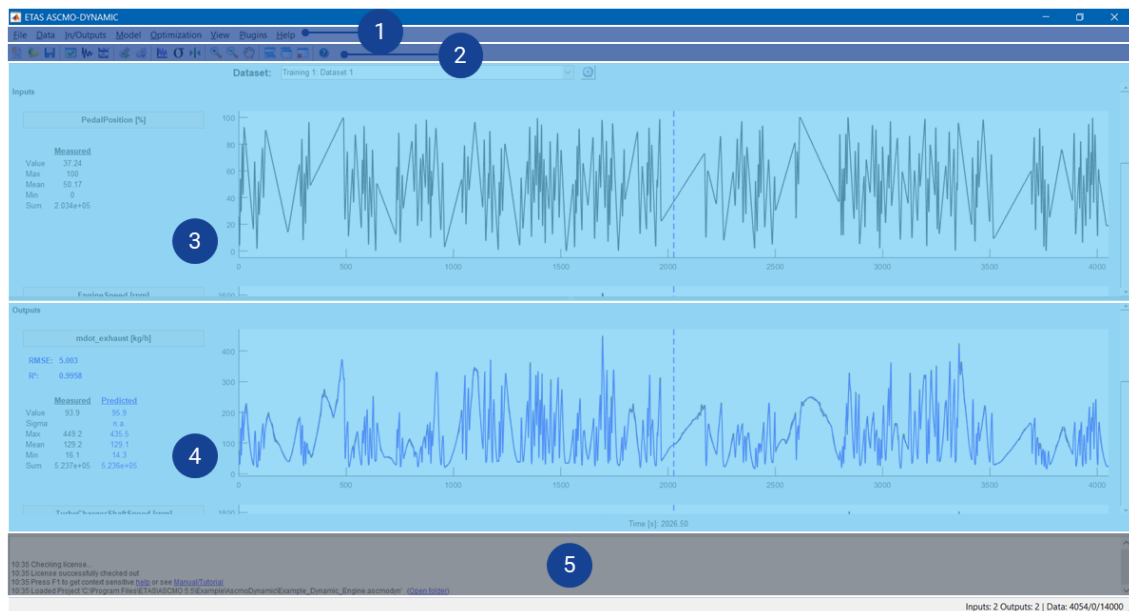 ETAS ASCMO-DYNAMIC
File Data In/Outputs Model Optimization View Plugins Help
1
2
Dataset: Training 1: Dataset 1
Inputs
PedalPosition [%]
Measured
Value 37.24
Max 100
Mean 50.17
Min 0
Sum 2.034e+05
3
100
80
60
40
20
0
0 500 1000 1500 2000 2500 3000 3500 4000
EngineSpeed [rpm]
Outputs
mdot_exhaust [kg/h]
RMSE: 5.003
R²: 0.9958
Measured Predicted
Value 93.9 95.9
Sigma n.a.
Max 449.2 435.5
Mean 129.2 129.1
Min 16.1 14.3
Sum 5.237e+05 5.236e+05
4
400
300
200
100
0
0 500 1000 1500 2000 2500 3000 3500 4000
TurboChargerShaftSpeed [rpm]
Time [s]: 2026.50
5
10:35 Checking license...
10:35 License successfully checked out
10:35 Press F1 to get context sensitive help or see Manual/Tutorial
10:35 Loaded Project 'C:\Program Files\ETAS\ASCMO 5.5\Example\AscmoDynamic\Example_Dynamic_Engine.ascmodyn' (Open folder)
Inputs: 2 Outputs: 2 | Data: 4054/0/14000